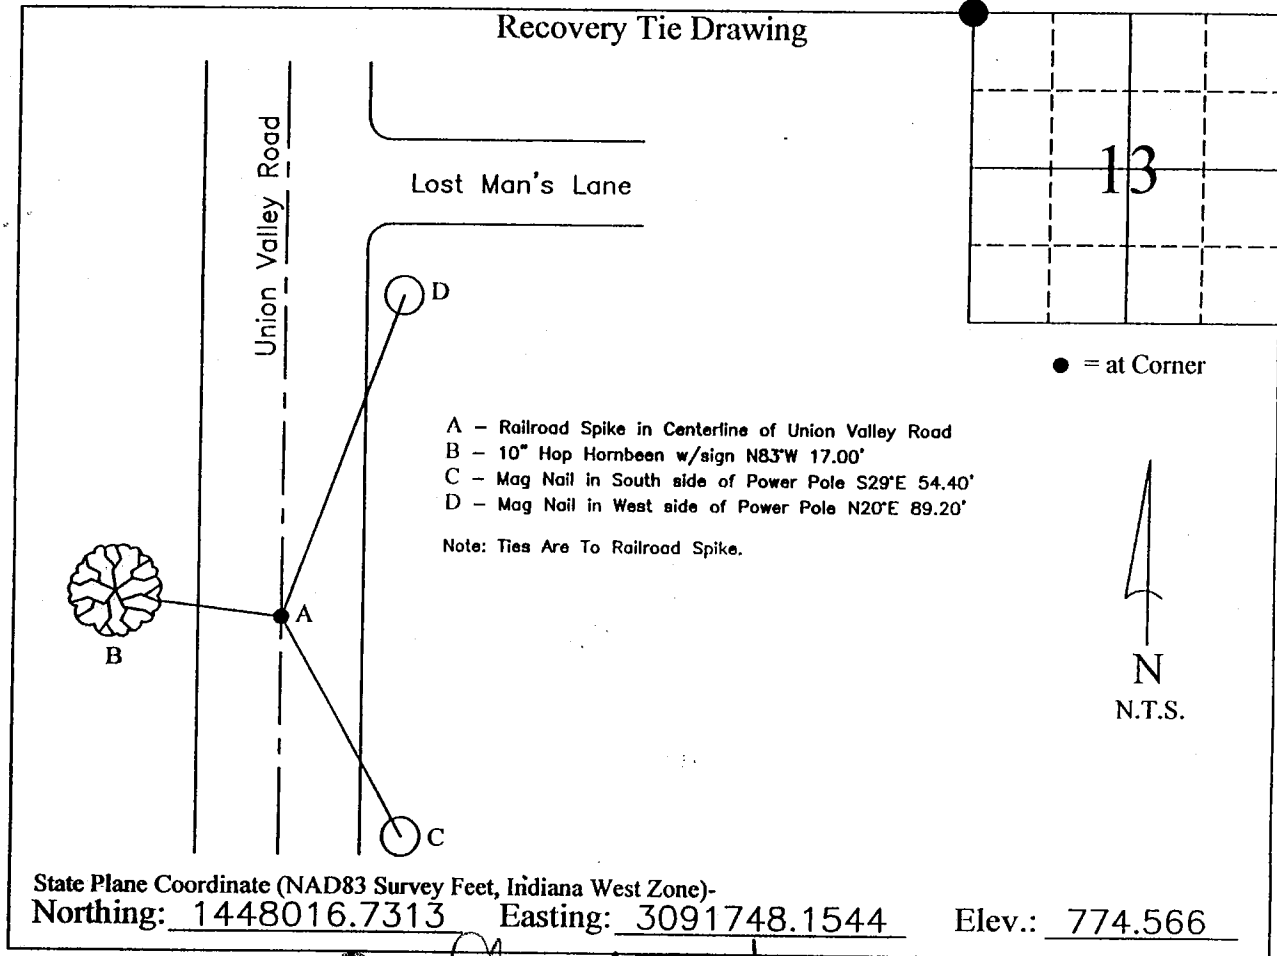 Recovery Tie Drawing
13
Union Valley Road
Lost Man's Lane
D
● = at Corner
A – Railroad Spike in Centerline of Union Valley Road
B – 10" Hop Hornbeen w/sign N83°W 17.00'
C – Mag Nail in South side of Power Pole S29°E 54.40'
D – Mag Nail in West side of Power Pole N20°E 89.20'
Note: Ties Are To Railroad Spike.
A
B
N
N.T.S.
C
State Plane Coordinate (NAD83 Survey Feet, Indiana West Zone)-
Northing: 1448016.7313 Easting: 3091748.1544 Elev.: 774.566